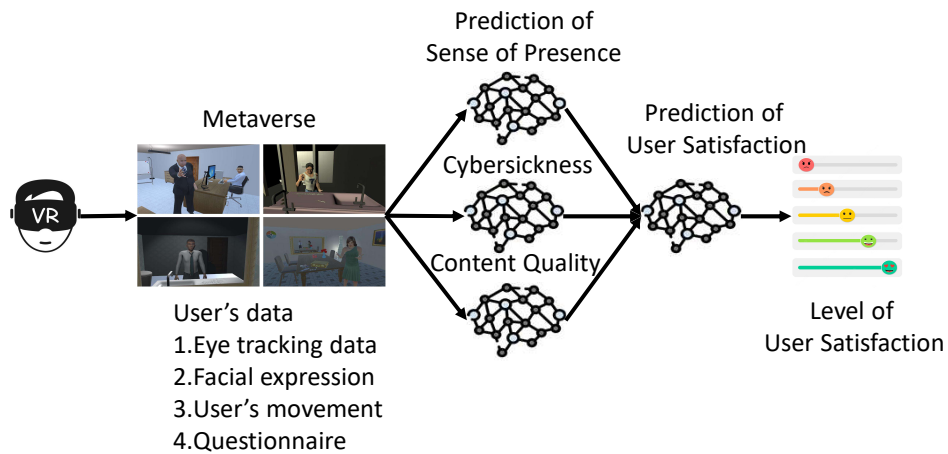 VR
Metaverse
User's data
1.Eye tracking data
2.Facial expression
3.User's movement
4.Questionnaire
Prediction of
Sense of Presence
Cybersickness
Content Quality
Prediction of
User Satisfaction
Level of
User Satisfaction